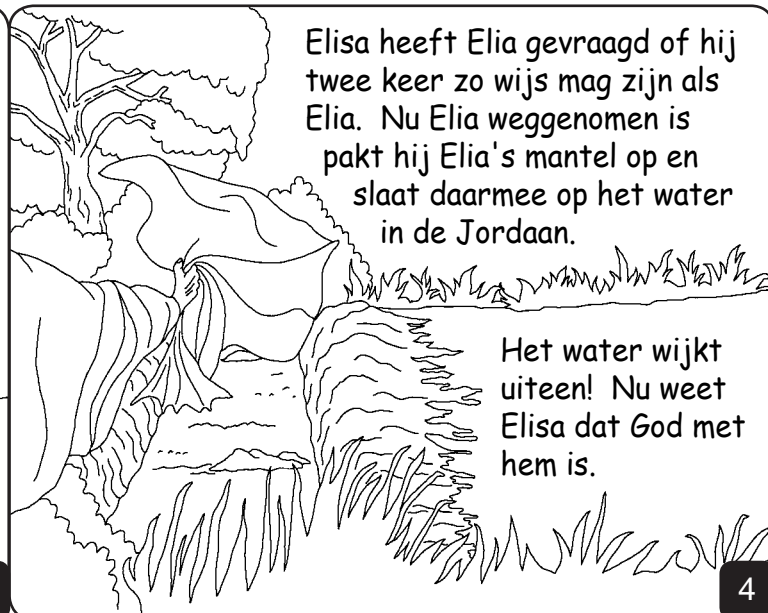 Elisa heeft Elia gevraagd of hij
twee keer zo wijs mag zijn als
Elia.  Nu Elia weggenomen is
pakt hij Elia's mantel op en
slaat daarmee op het water
in de Jordaan.
Het water wijkt
uiteen!  Nu weet
Elisa dat God met
hem is.
4